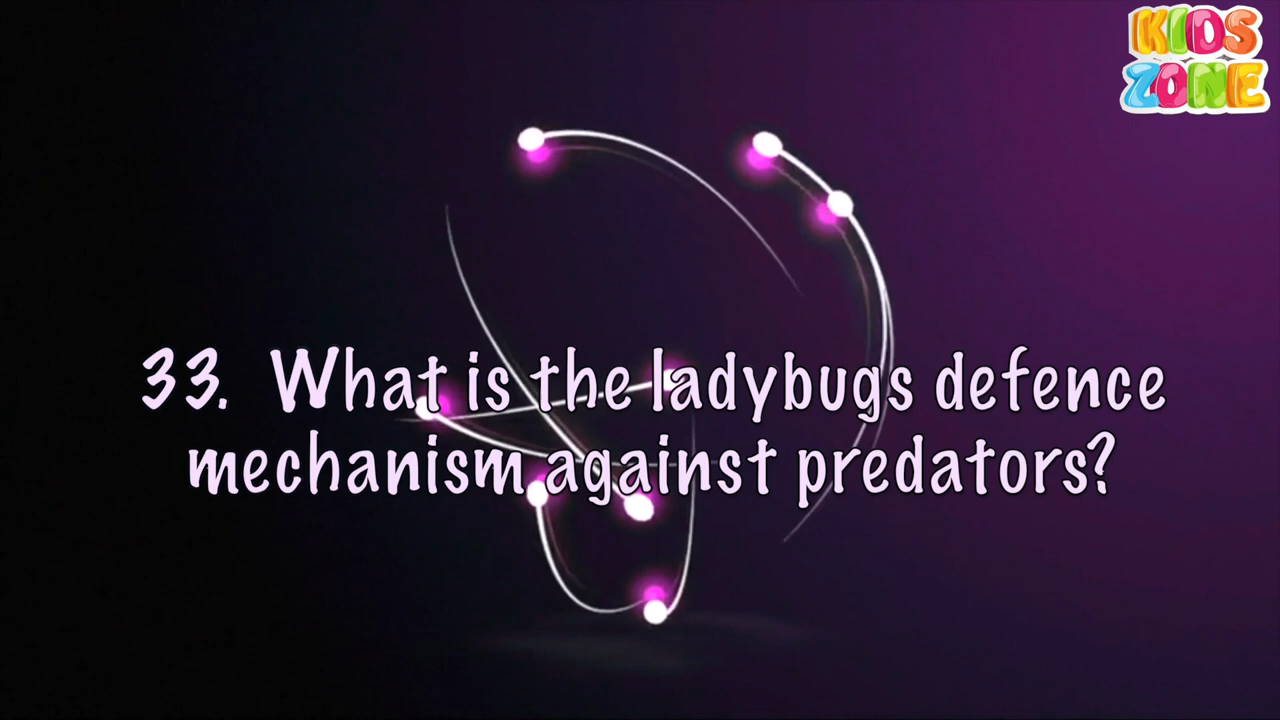 KIDS
ZONE
33. What is the ladybugs defence
mechanism against predators?